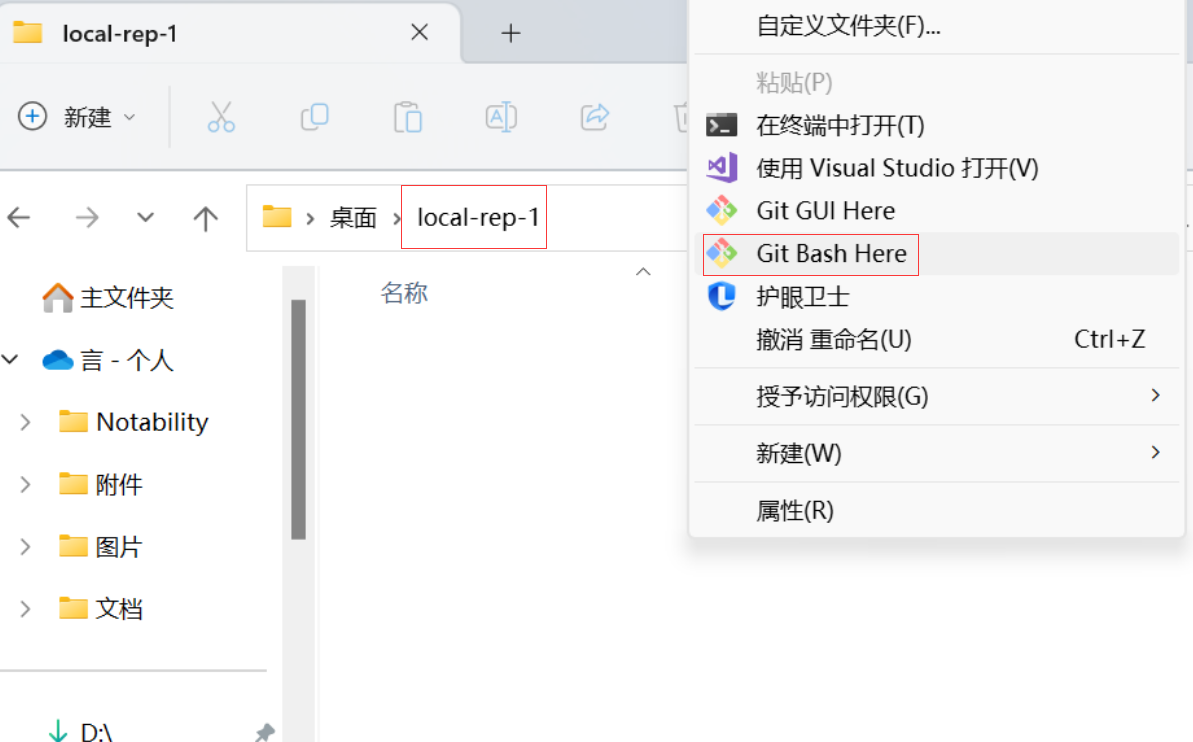 local-rep-1
新建
桌面
local-rep-1
名称
主文件夹
言 - 个人
Notability
附件
图片
文档
D:\
自定义文件夹(F)...
粘贴(P)
在终端中打开(T)
使用 Visual Studio 打开(V)
Git GUI Here
Git Bash Here
护眼卫士
撤消 重命名(U) Ctrl+Z
授予访问权限(G)
新建(W)
属性(R)